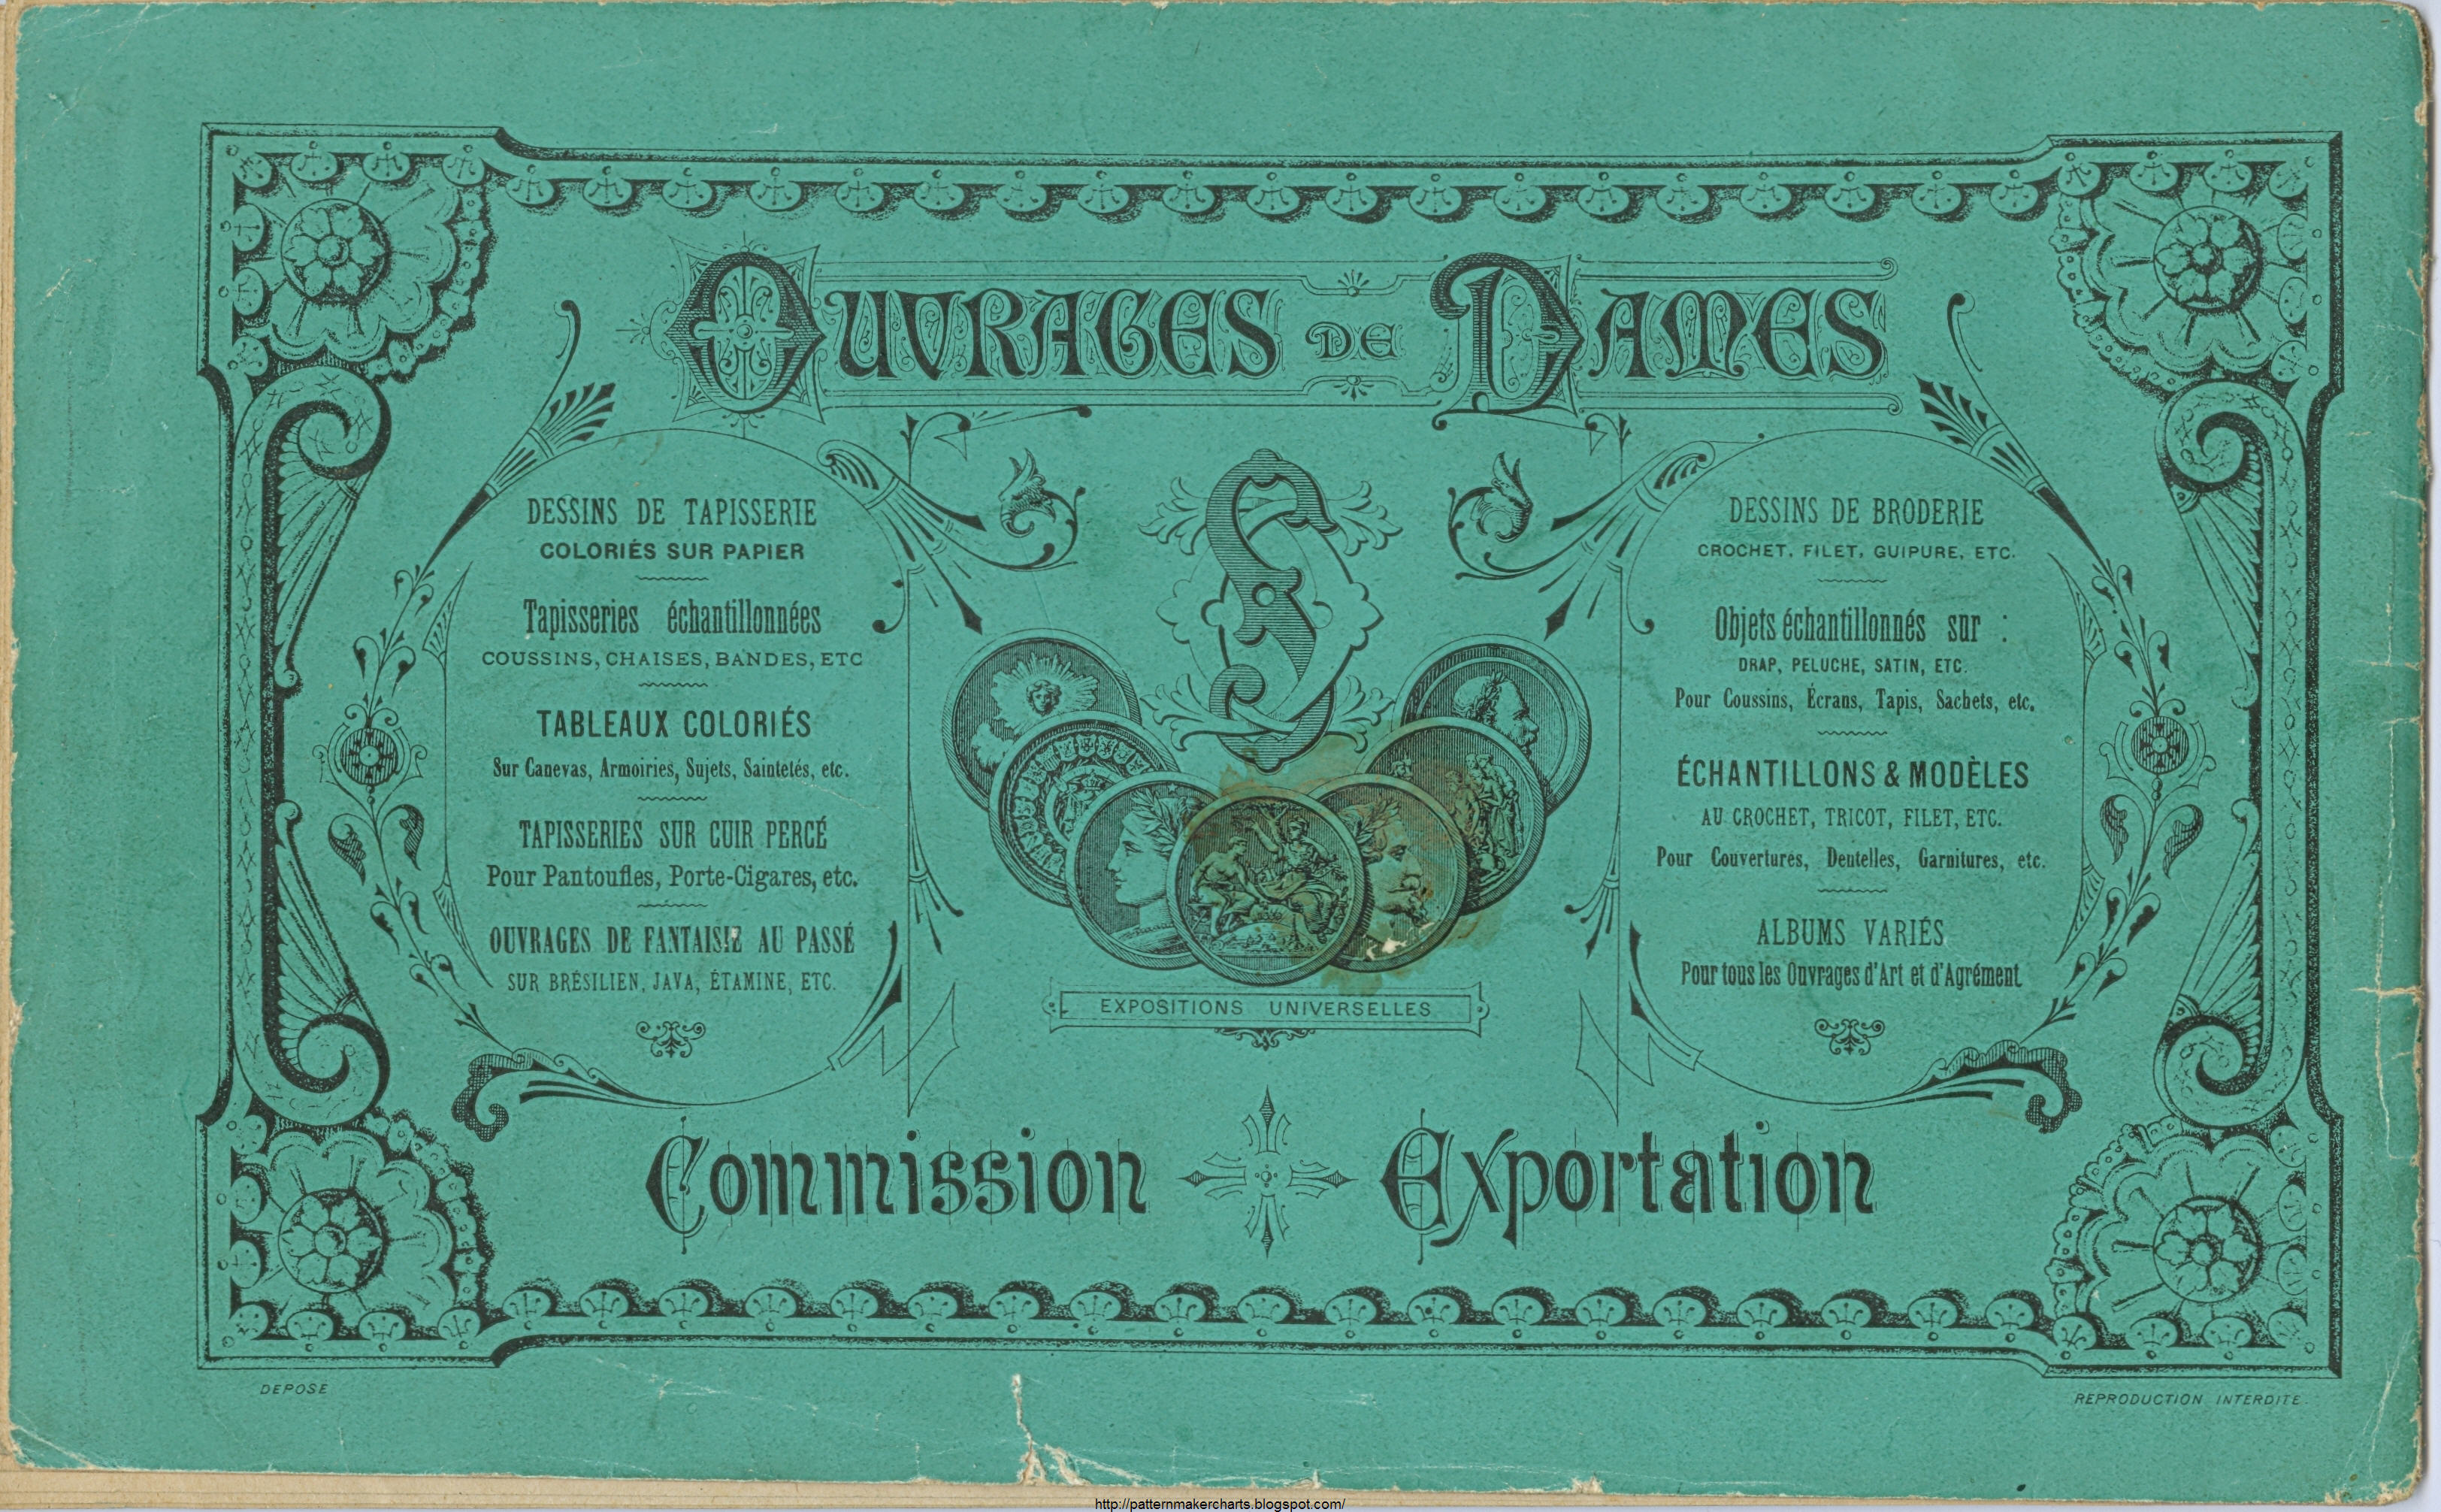 OUVRAGES DE DAMES
DESSINS DE TAPISSERIE
COLORIÉS SUR PAPIER
Tapisseries échantillonnées
COUSSINS, CHAISES, BANDES, ETC
TABLEAUX COLORIÉS
Sur Canevas, Armoiries, Sujets, Saintetés, etc.
TAPISSERIES SUR CUIR PERCÉ
Pour Pantoufles, Porte-Cigares, etc.
OUVRAGES DE FANTAISIE AU PASSÉ
SUR BRÉSILIEN, JAVA, ÉTAMINE, ETC.
EXPOSITIONS UNIVERSELLES
DESSINS DE BRODERIE
CROCHET, FILET, GUIPURE, ETC.
Objets échantillonnés sur :
DRAP, PELUCHE, SATIN, ETC.
Pour Coussins, Écrans, Tapis, Sachets, etc.
ÉCHANTILLONS & MODÈLES
AU CROCHET, TRICOT, FILET, ETC.
Pour Couvertures, Dentelles, Garnitures, etc.
ALBUMS VARIÉS
Pour tous les Ouvrages d'Art et d'Agrément
Commission Exportation
DEPOSE
REPRODUCTION INTERDITE.
http://patternmakercharts.blogspot.com/